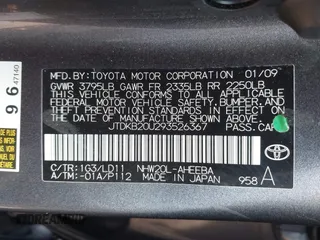 96
47140
MFD. BY: TOYOTA MOTOR CORPORATION 01/09
GVWR 3795LB GAWR FR 2335LB RR 2250LB
THIS VEHICLE CONFORMS TO ALL APPLICABLE
FEDERAL MOTOR VEHICLE SAFETY, BUMPER, AND
THEFT PREVENTION STANDARDS IN EFFECT ON
THE DATE OF MANUFACTURE SHOWN ABOVE.
JTDKB20U293526367 PASS.CAR
C/TR: 1G3/LD11 NHW20L-AHEEBA
A/TM: -01A/P112 MADE IN JAPAN 958 A